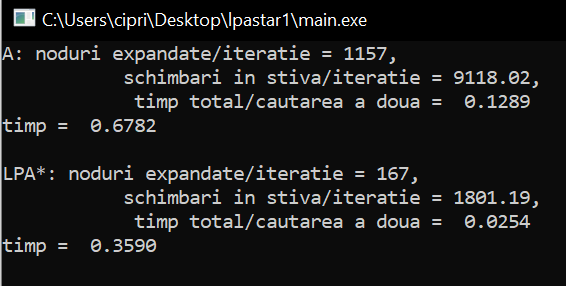 C:\Users\cipri\Desktop\lpastar1\main.exe
A: noduri expandate/iteratie = 1157,
schimbari in stiva/iteratie = 9118.02,
timp total/cautarea a doua =  0.1289
timp =  0.6782
LPA*: noduri expandate/iteratie = 167,
schimbari in stiva/iteratie = 1801.19,
timp total/cautarea a doua =  0.0254
timp =  0.3590